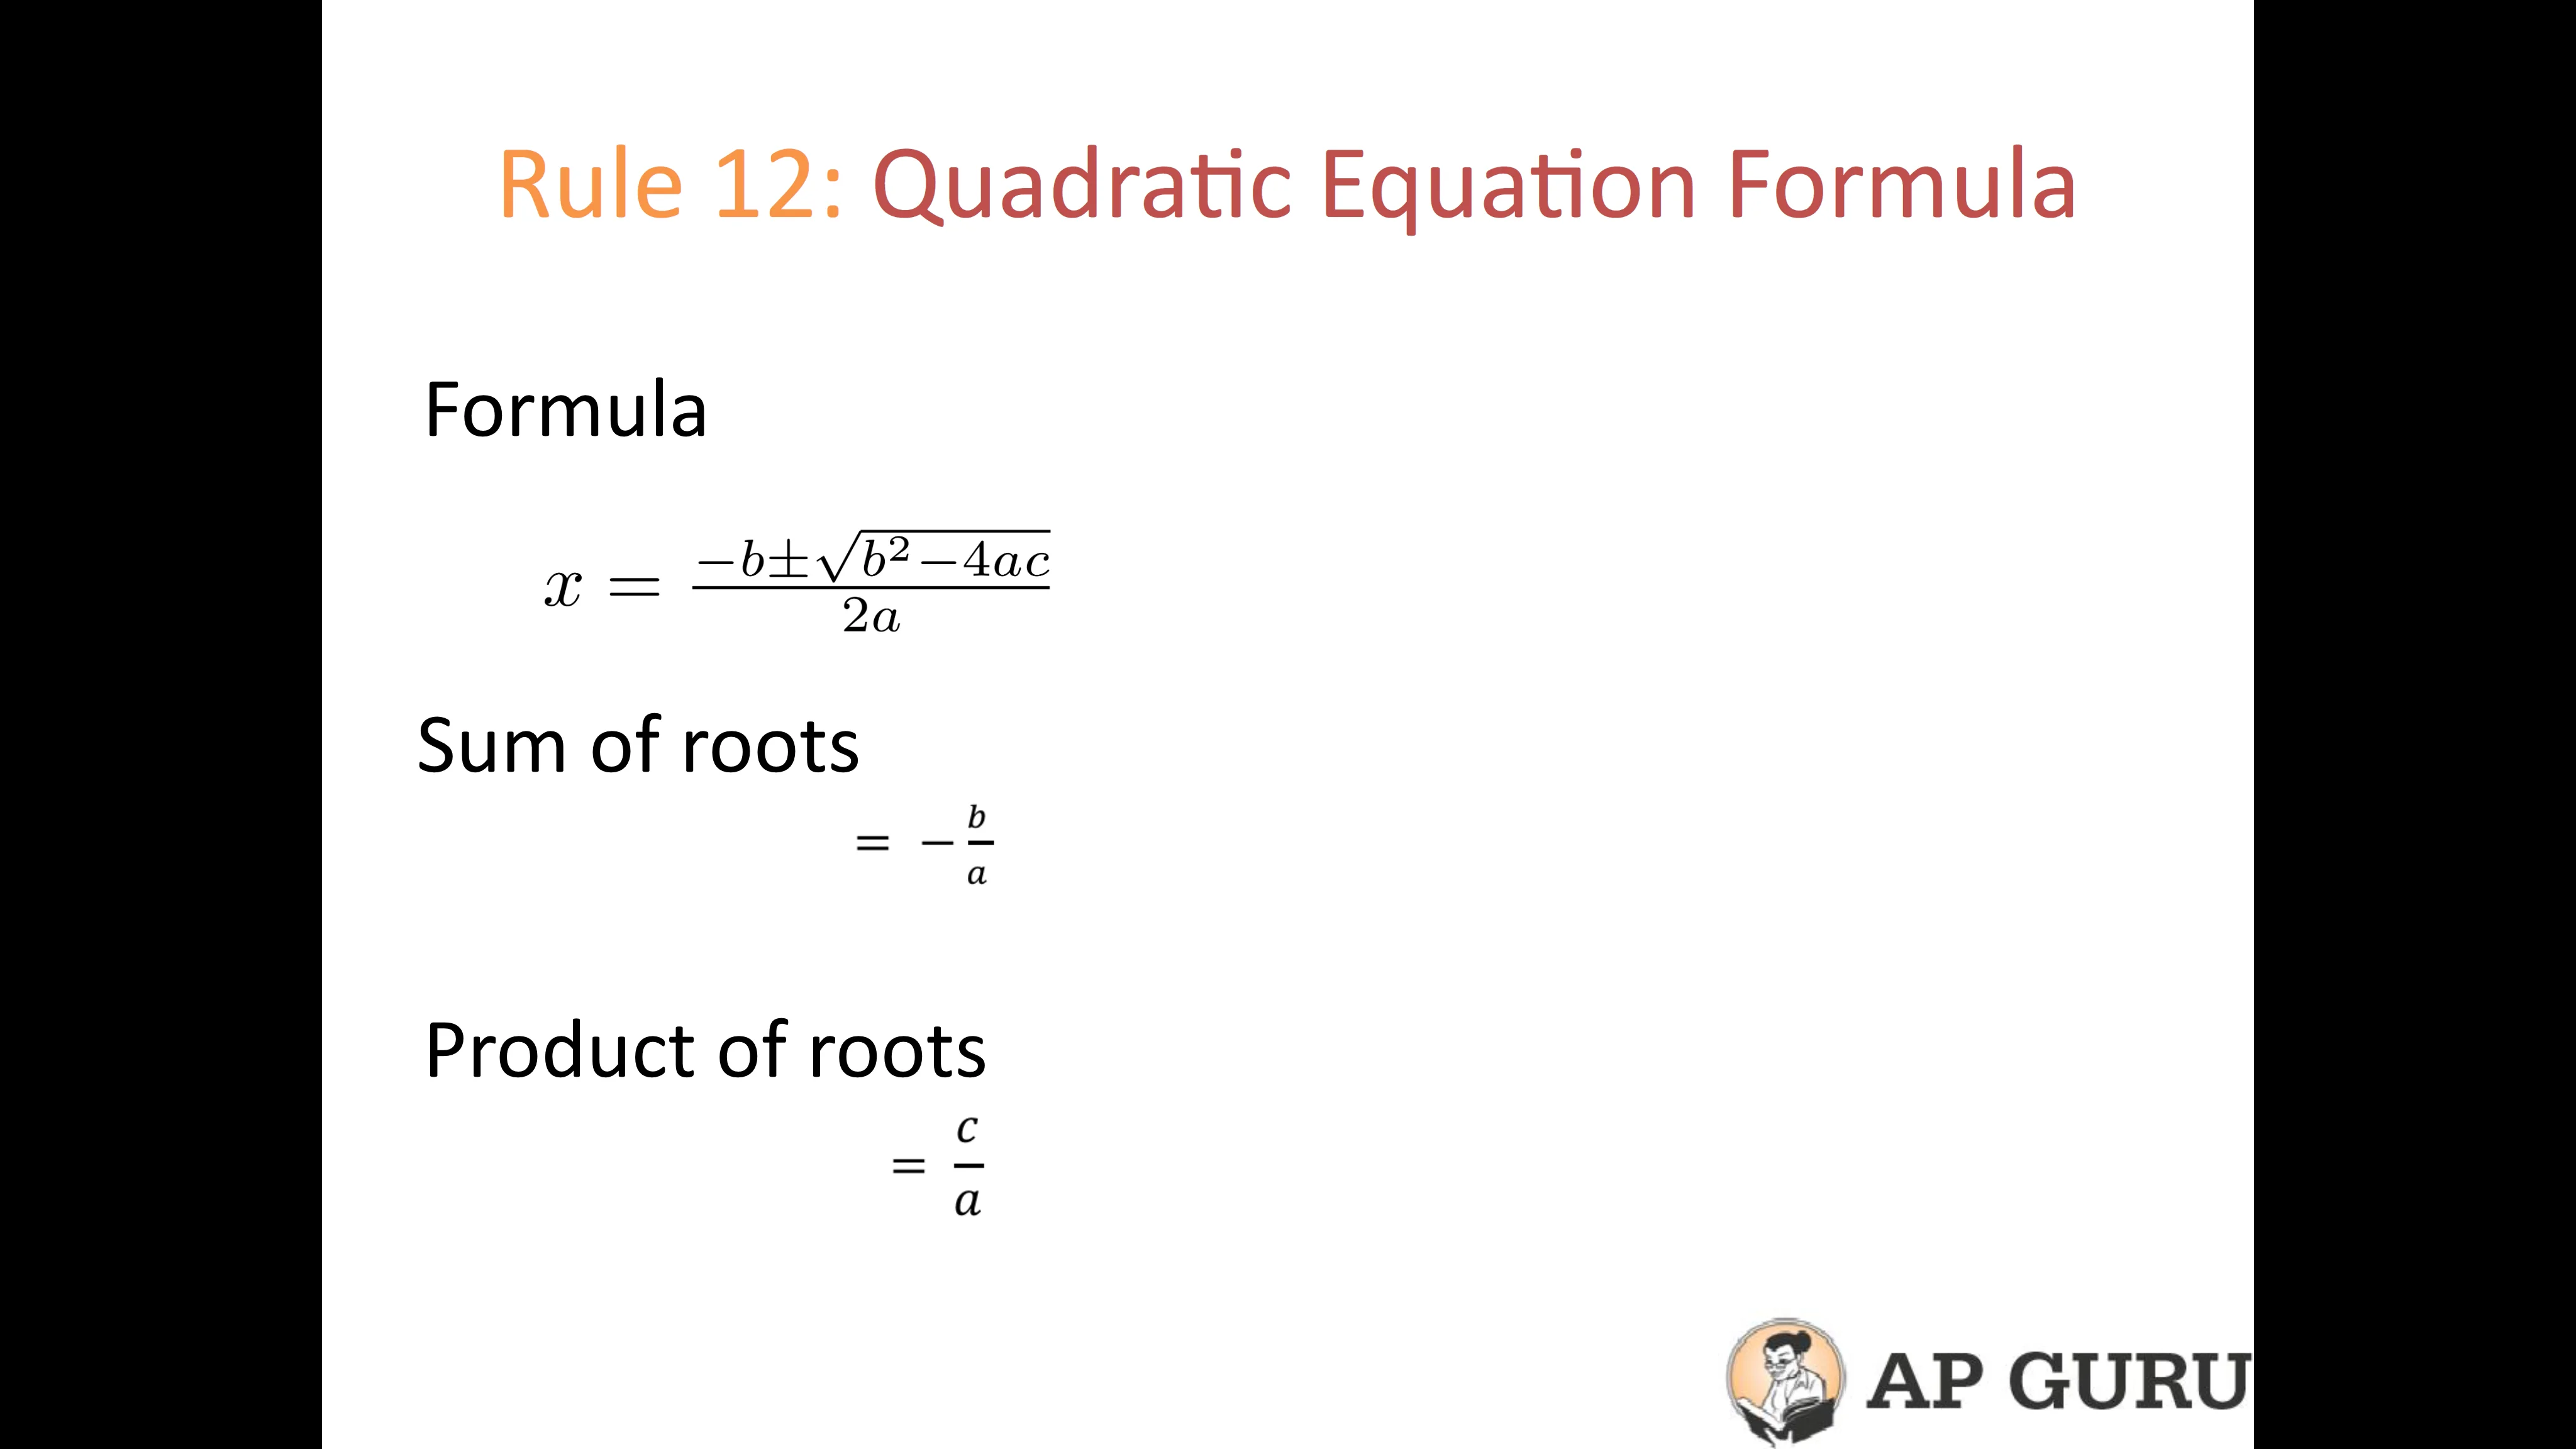 Rule 12: Quadratic Equation Formula
Formula
x = \frac{-b±\sqrt{b^2-4ac}}{2a}
Sum of roots
= -\frac{b}{a}
Product of roots
= \frac{c}{a}
AP GURU